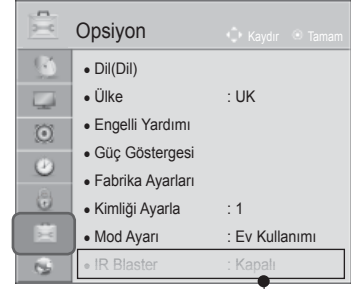 Opsiyon
Kaydır Tamam
• Dil(Dil)
• Ülke : UK
• Engelli Yardımı
• Güç Göstergesi
• Fabrika Ayarları
• Kimliği Ayarla : 1
• Mod Ayarı : Ev Kullanımı
• IR Blaster : Kapalı